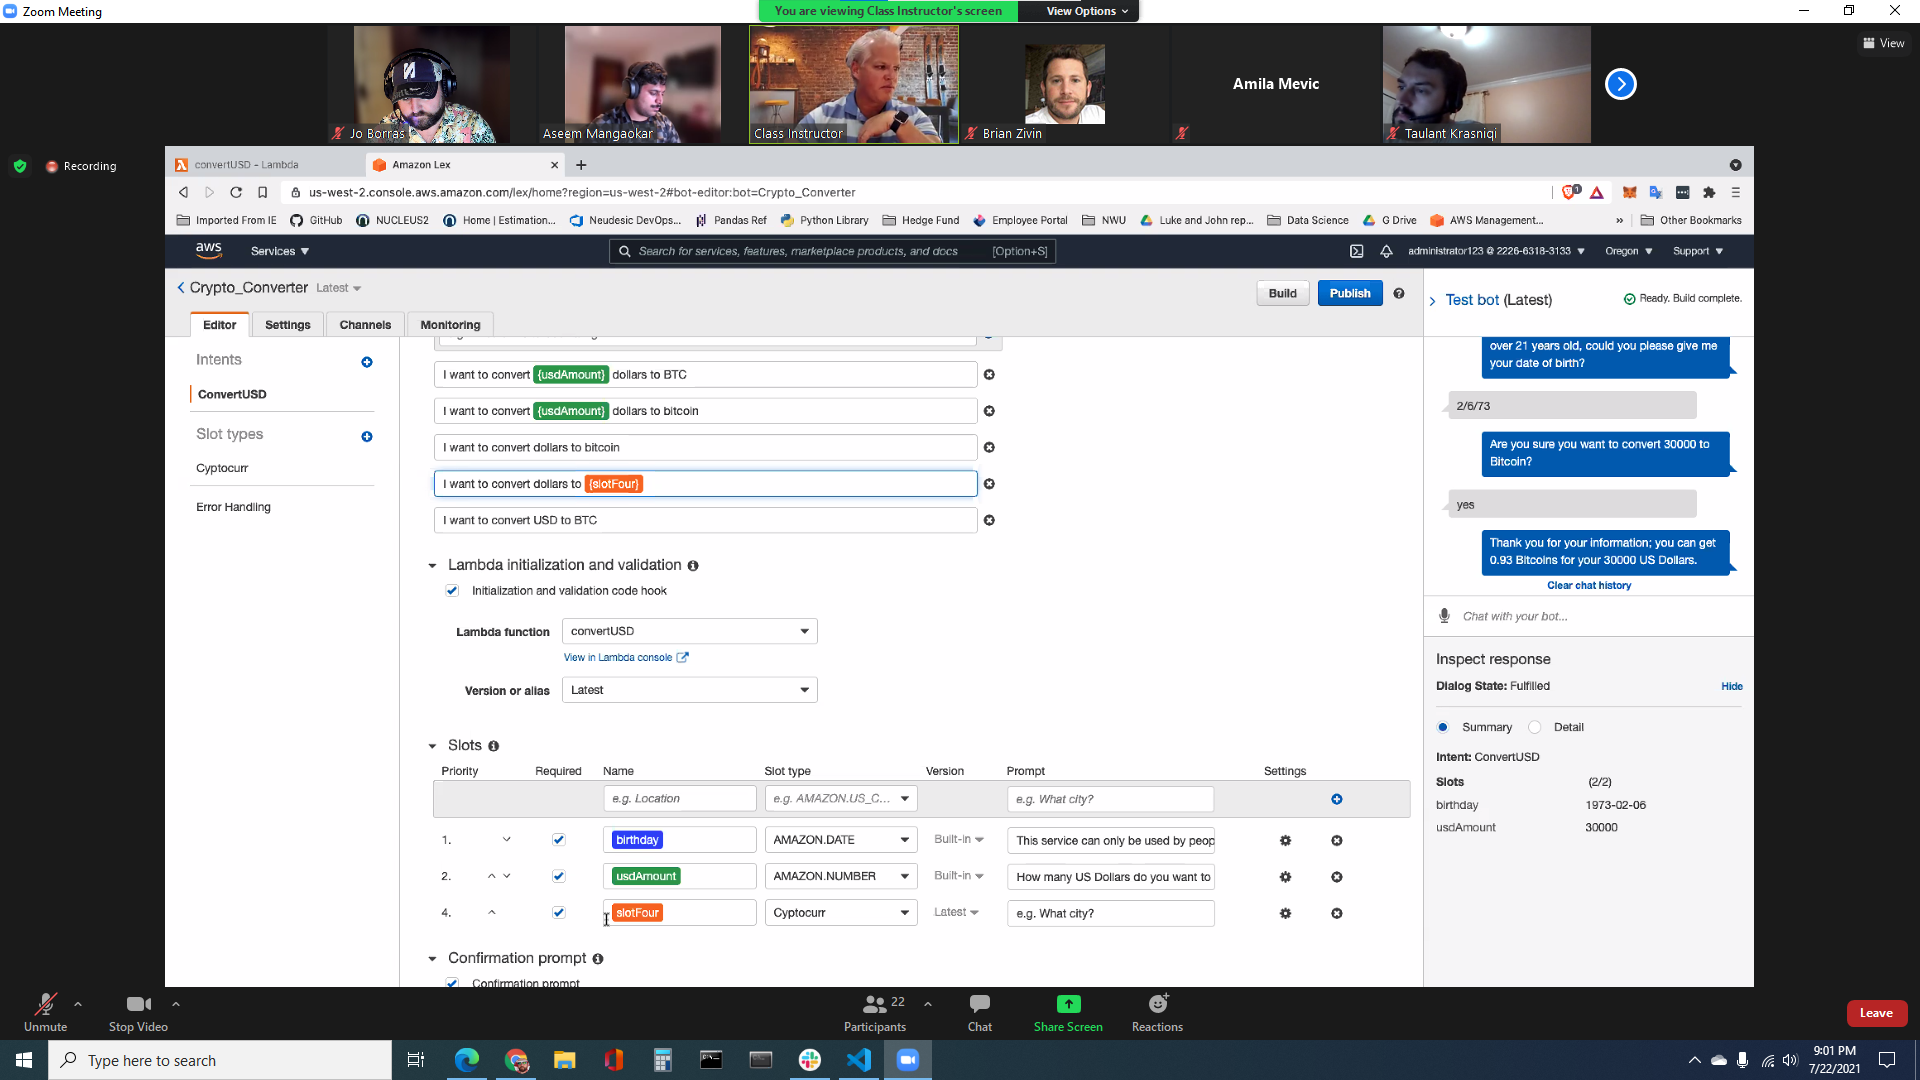 Zoom Meeting
You are viewing Class Instructor's screen
View Options
View
Jo Borras
Aseem Mangaokar
Class Instructor
Brian Zivin
Amila Mevic
Taulant Krasniqi
Recording
convertUSD - Lambda
Amazon Lex
us-west-2.console.aws.amazon.com/lex/home?region=us-west-2#bot-editor:bot=Crypto_Converter
Imported From IE
GitHub
NUCLEUS2
Home | Estimation...
Neudesic DevOps...
Pandas Ref
Python Library
Hedge Fund
Employee Portal
NWU
Luke and John rep...
Data Science
G Drive
AWS Management...
»
Other Bookmarks
aws
Services
Search for services, features, marketplace products, and docs
[Option+S]
administrator123 @ 2226-6318-3133
Oregon
Support
Crypto_Converter
Latest
Build
Publish
Editor
Settings
Channels
Monitoring
Intents
ConvertUSD
Slot types
Cyptocurr
Error Handling
I want to convert {usdAmount} dollars to BTC
I want to convert {usdAmount} dollars to bitcoin
I want to convert dollars to bitcoin
I want to convert dollars to {slotFour}
I want to convert USD to BTC
Lambda initialization and validation
Initialization and validation code hook
Lambda function
convertUSD
View in Lambda console
Version or alias
Latest
Slots
Priority
Required
Name
Slot type
Version
Prompt
Settings
e.g. Location
e.g. AMAZON.US_C...
e.g. What city?
1.
birthday
AMAZON.DATE
Built-in
This service can only be used by peop
2.
usdAmount
AMAZON.NUMBER
Built-in
How many US Dollars do you want to
4.
slotFour
Cyptocurr
Latest
e.g. What city?
Confirmation prompt
Confirmation prompt
Test bot (Latest)
Ready. Build complete.
over 21 years old, could you please give me
your date of birth?
2/6/73
Are you sure you want to convert 30000 to
Bitcoin?
yes
Thank you for your information; you can get
0.93 Bitcoins for your 30000 US Dollars.
Clear chat history
Chat with your bot...
Inspect response
Dialog State: Fulfilled
Hide
Summary
Detail
Intent: ConvertUSD
Slots
(2/2)
birthday
1973-02-06
usdAmount
30000
Unmute
Stop Video
22
Participants
Chat
Share Screen
Reactions
Leave
Type here to search
9:01 PM
7/22/2021